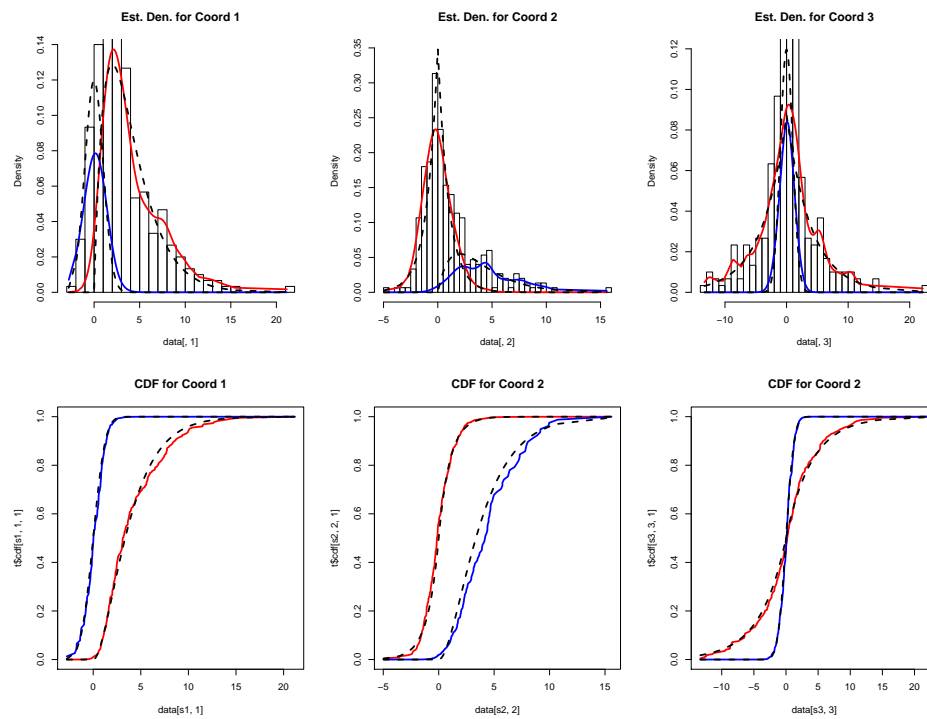 Est. Den. for Coord 1
Density
0.00 0.02 0.04 0.06 0.08 0.10 0.12 0.14
0 5 10 15 20
data[, 1]
Est. Den. for Coord 2
Density
0.00 0.05 0.10 0.15 0.20 0.25 0.30 0.35
−5 0 5 10 15
data[, 2]
Est. Den. for Coord 3
Density
0.00 0.02 0.04 0.06 0.08 0.10 0.12
−10 0 10 20
data[, 3]
CDF for Coord 1
t$cdf[s1, 1, 1]
0.0 0.2 0.4 0.6 0.8 1.0
0 5 10 15 20
data[s1, 1]
CDF for Coord 2
t$cdf[s2, 2, 1]
0.0 0.2 0.4 0.6 0.8 1.0
−5 0 5 10 15
data[s2, 2]
CDF for Coord 2
t$cdf[s3, 3, 1]
0.0 0.2 0.4 0.6 0.8 1.0
−10 −5 0 5 10 15 20
data[s3, 3]